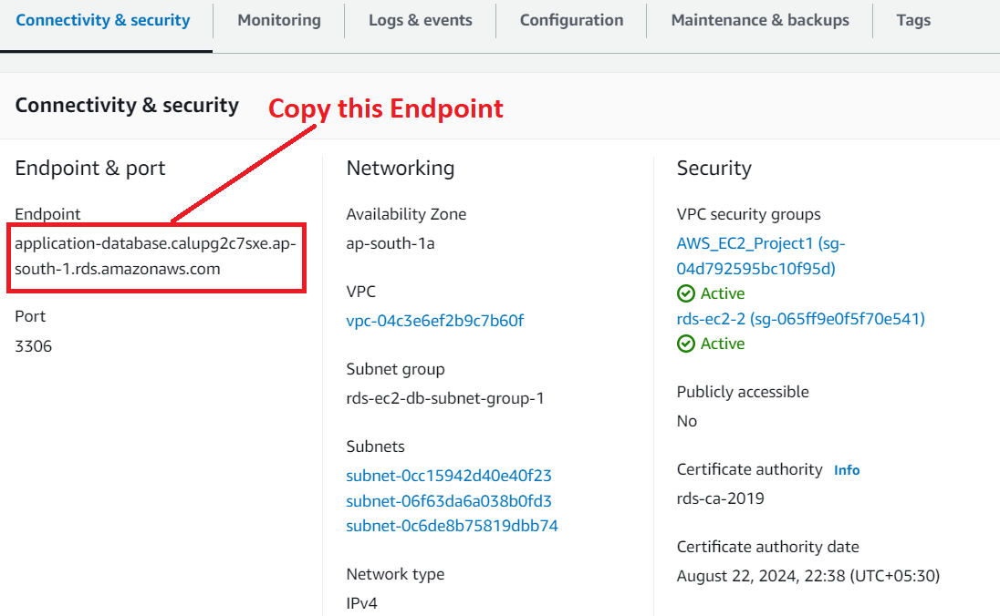 Connectivity & security
Monitoring
Logs & events
Configuration
Maintenance & backups
Tags
Connectivity & security
Copy this Endpoint
Endpoint & port
Endpoint
application-database.calupg2c7sxe.ap-
south-1.rds.amazonaws.com
Port
3306
Networking
Availability Zone
ap-south-1a
VPC
vpc-04c3e6ef2b9c7b60f
Subnet group
rds-ec2-db-subnet-group-1
Subnets
subnet-0cc15942d40e40f23
subnet-06f63da6a038b0fd3
subnet-0c6de8b75819dbb74
Network type
IPv4
Security
VPC security groups
AWS_EC2_Project1 (sg-
04d792595bc10f95d)
Active
rds-ec2-2 (sg-065ff9e0f5f70e541)
Active
Publicly accessible
No
Certificate authority Info
rds-ca-2019
Certificate authority date
August 22, 2024, 22:38 (UTC+05:30)